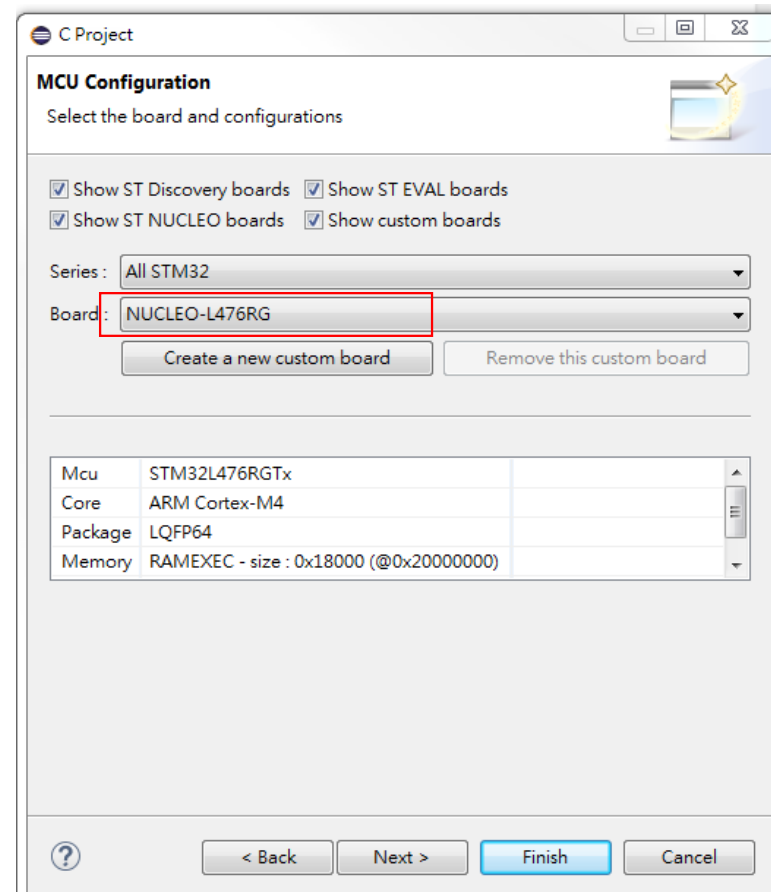 C Project
MCU Configuration
Select the board and configurations
Show ST Discovery boards Show ST EVAL boards
Show ST NUCLEO boards Show custom boards
Series : All STM32
Board : NUCLEO-L476RG
Create a new custom board Remove this custom board
Mcu STM32L476RGTx
Core ARM Cortex-M4
Package LQFP64
Memory RAMEXEC - size : 0x18000 (@0x20000000)
? < Back Next > Finish Cancel